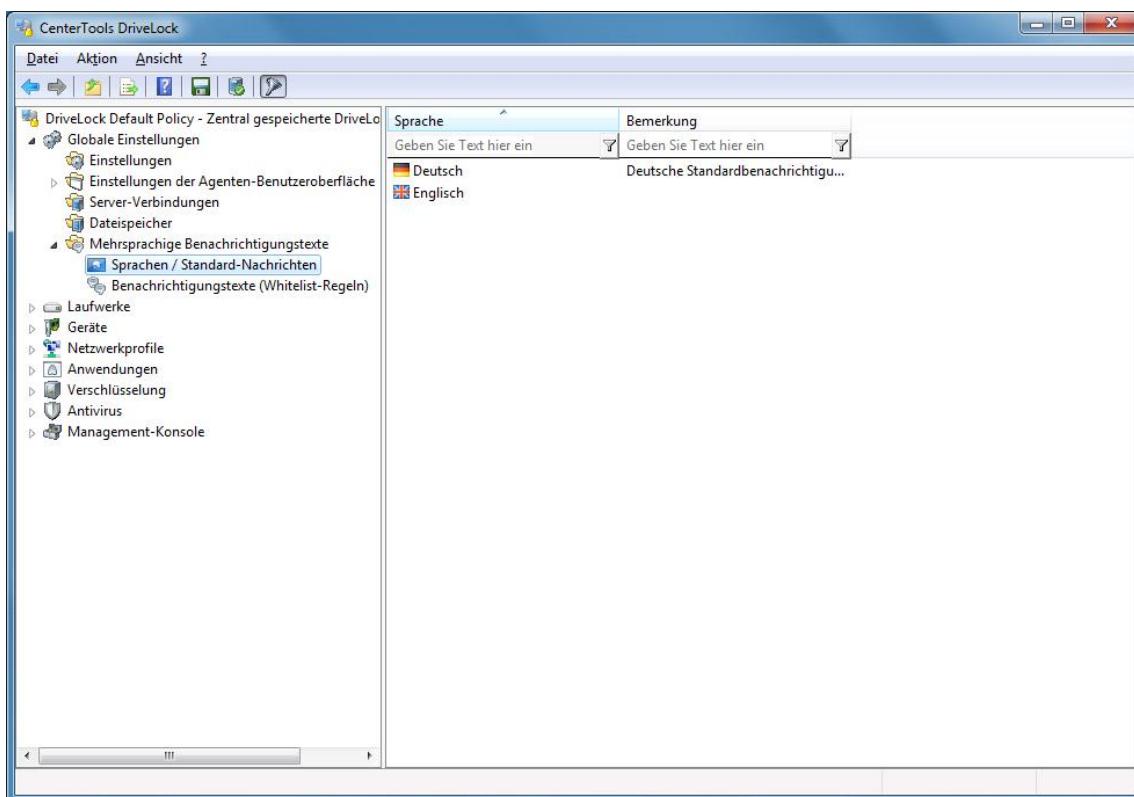 CenterTools DriveLock
Datei Aktion Ansicht ?
DriveLock Default Policy - Zentral gespeicherte DriveLo
Globale Einstellungen
Einstellungen
Einstellungen der Agenten-Benutzeroberfläche
Server-Verbindungen
Dateispeicher
Mehrsprachige Benachrichtigungstexte
Sprachen / Standard-Nachrichten
Benachrichtigungstexte (Whitelist-Regeln)
Laufwerke
Geräte
Netzwerkprofile
Anwendungen
Verschlüsselung
Antivirus
Management-Konsole
Sprache Bemerkung
Geben Sie Text hier ein Geben Sie Text hier ein
Deutsch Deutsche Standardbenachrichtigu...
Englisch